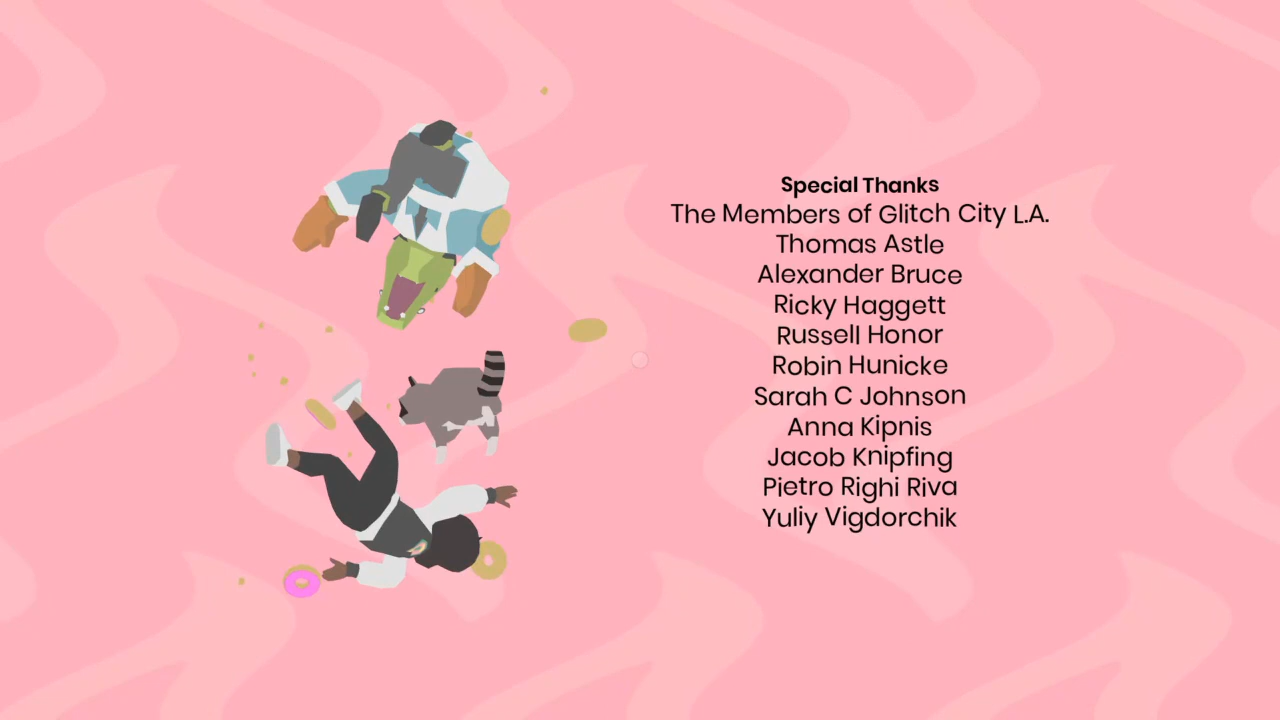 Special Thanks
The Members of Glitch City L.A.
Thomas Astle
Alexander Bruce
Ricky Haggett
Russell Honor
Robin Hunicke
Sarah C Johnson
Anna Kipnis
Jacob Knipfing
Pietro Righi Riva
Yuliy Vigdorchik